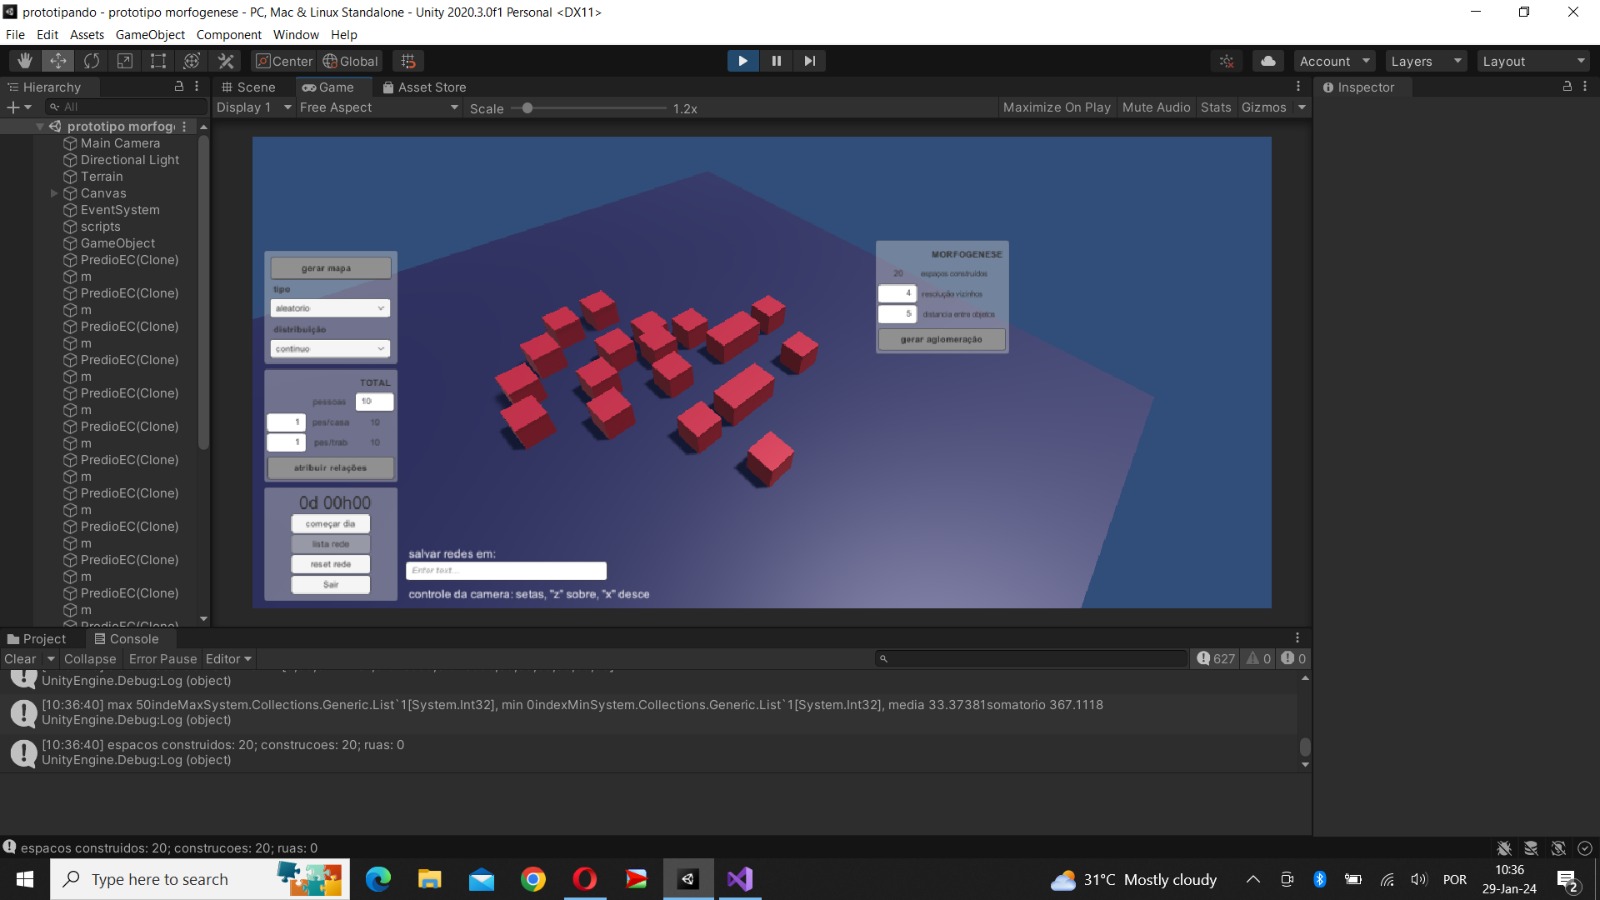 prototipando - prototipo morfogenese - PC, Mac & Linux Standalone - Unity 2020.3.0f1 Personal <DX11>
File Edit Assets GameObject Component Window Help
Center Global Account Layers Layout
Hierarchy Scene Game Asset Store Inspector
All Display 1 Free Aspect Scale 1.2x Maximize On Play Mute Audio Stats Gizmos
prototipo morfog
Main Camera
Directional Light
Terrain
Canvas
EventSystem
scripts
GameObject
PredioEC(Clone)
m
PredioEC(Clone)
m
PredioEC(Clone)
m
PredioEC(Clone)
m
PredioEC(Clone)
m
PredioEC(Clone)
m
PredioEC(Clone)
m
PredioEC(Clone)
m
PredioEC(Clone)
m
PredioEC(Clone)
m
PredioEC(Clone)
m
PredioEC(Clone)
gerar mapa
tipo
aleatorio
distribuição
continuo
TOTAL
pessoas 10
1 pes/casa 10
1 pes/trab 10
atribuir relações
0d 00h00
começar dia
lista rede
reset rede
Sair
salvar redes em:
Enter text...
controle da camera: setas, "z" sobre, "x" desce
MORFOGENESE
20 espaços construidos
4 resolução vizinhos
5 distancia entre objetos
gerar aglomeração
Project Console
Clear Collapse Error Pause Editor 627 0 0
UnityEngine.Debug:Log (object)
[10:36:40] max 50indeMaxSystem.Collections.Generic.List`1[System.Int32], min 0indexMinSystem.Collections.Generic.List`1[System.Int32], media 33.37381somatorio 367.1118
UnityEngine.Debug:Log (object)
[10:36:40] espacos construidos: 20; construcoes: 20; ruas: 0
UnityEngine.Debug:Log (object)
espacos construidos: 20; construcoes: 20; ruas: 0
Type here to search
31°C Mostly cloudy
POR
10:36
29-Jan-24
2